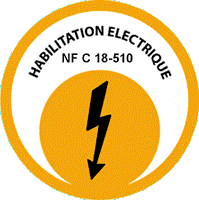 HABILITATION ELECTRIQUE
NF C 18-510